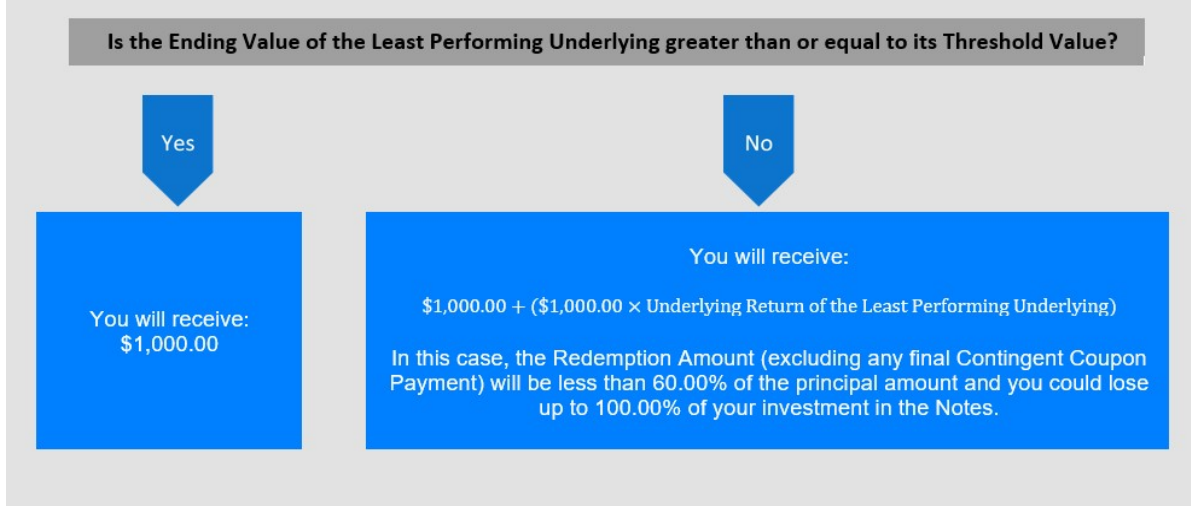 Is the Ending Value of the Least Performing Underlying greater than or equal to its Threshold Value?
Yes
No
You will receive:
$1,000.00
You will receive:
$1,000.00 + ($1,000.00 × Underlying Return of the Least Performing Underlying)
In this case, the Redemption Amount (excluding any final Contingent Coupon
Payment) will be less than 60.00% of the principal amount and you could lose
up to 100.00% of your investment in the Notes.